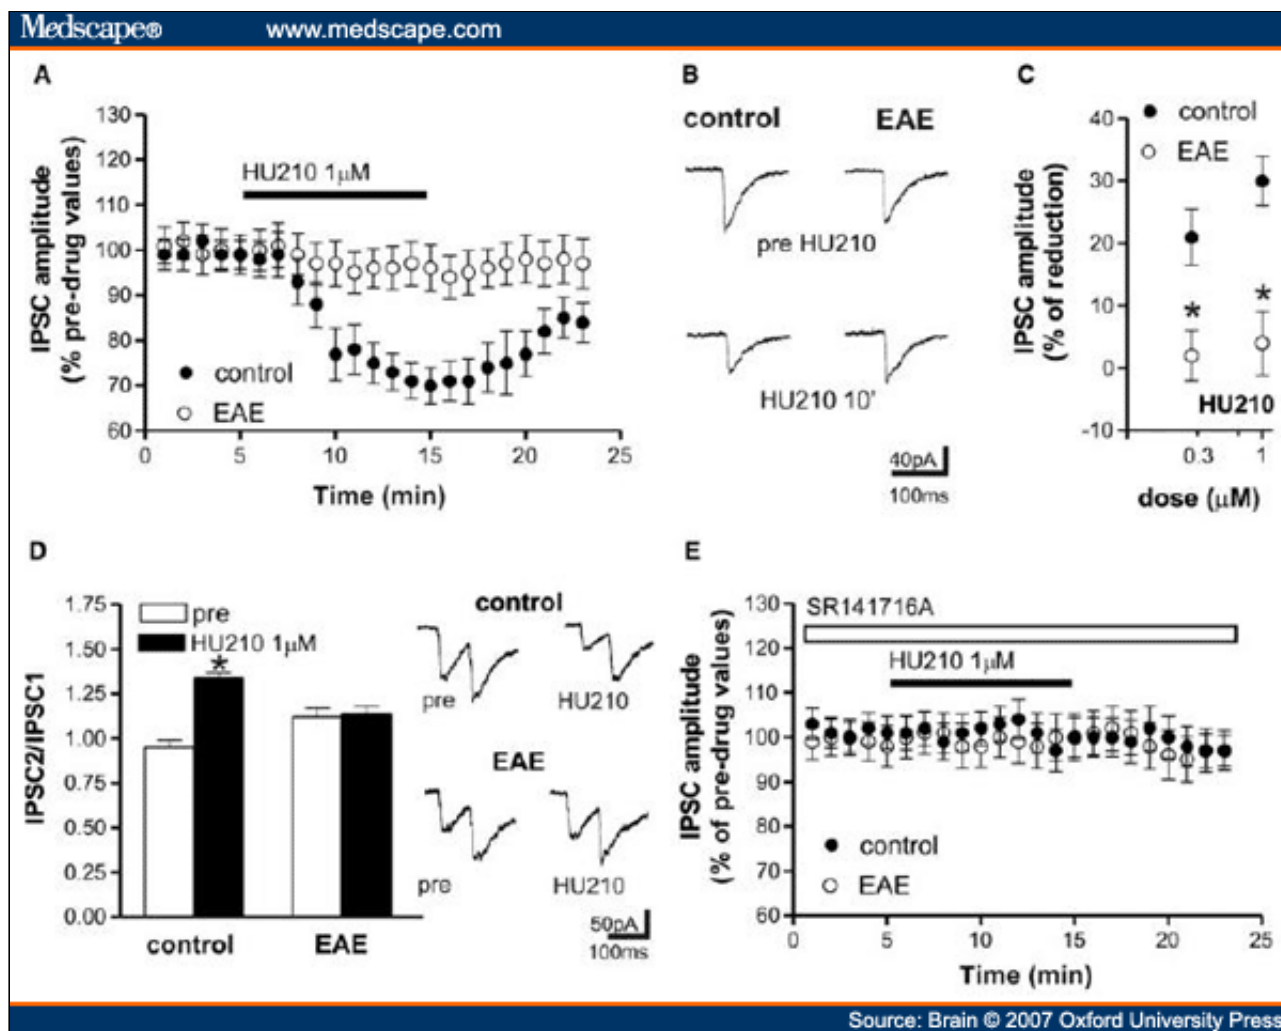 Medscape® www.medscape.com
A
130
120
110
100
90
80
70
60
IPSC amplitude
(% pre-drug values)
HU210 1μM
control
EAE
0 5 10 15 20 25
Time (min)
B
control EAE
pre HU210
HU210 10'
40pA
100ms
C
40
30
20
10
0
-10
IPSC amplitude
(% of reduction)
control
EAE
*
*
HU210
0.3 1
dose (μM)
D
1.75
1.50
1.25
1.00
0.75
0.50
0.25
0.00
IPSC2/IPSC1
pre
HU210 1μM
*
control EAE
control
pre HU210
EAE
pre HU210
50pA
100ms
E
130
120
110
100
90
80
70
60
IPSC amplitude
(% of pre-drug values)
SR141716A
HU210 1μM
control
EAE
0 5 10 15 20 25
Time (min)
Source: Brain © 2007 Oxford University Press